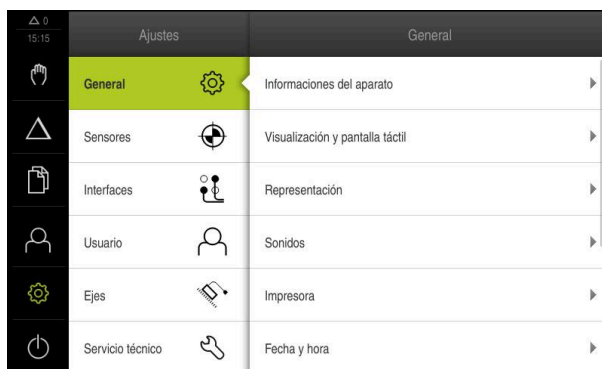 0
15:15
Ajustes
General
General
Sensores
Interfaces
Usuario
Ejes
Servicio técnico
Informaciones del aparato
Visualización y pantalla táctil
Representación
Sonidos
Impresora
Fecha y hora